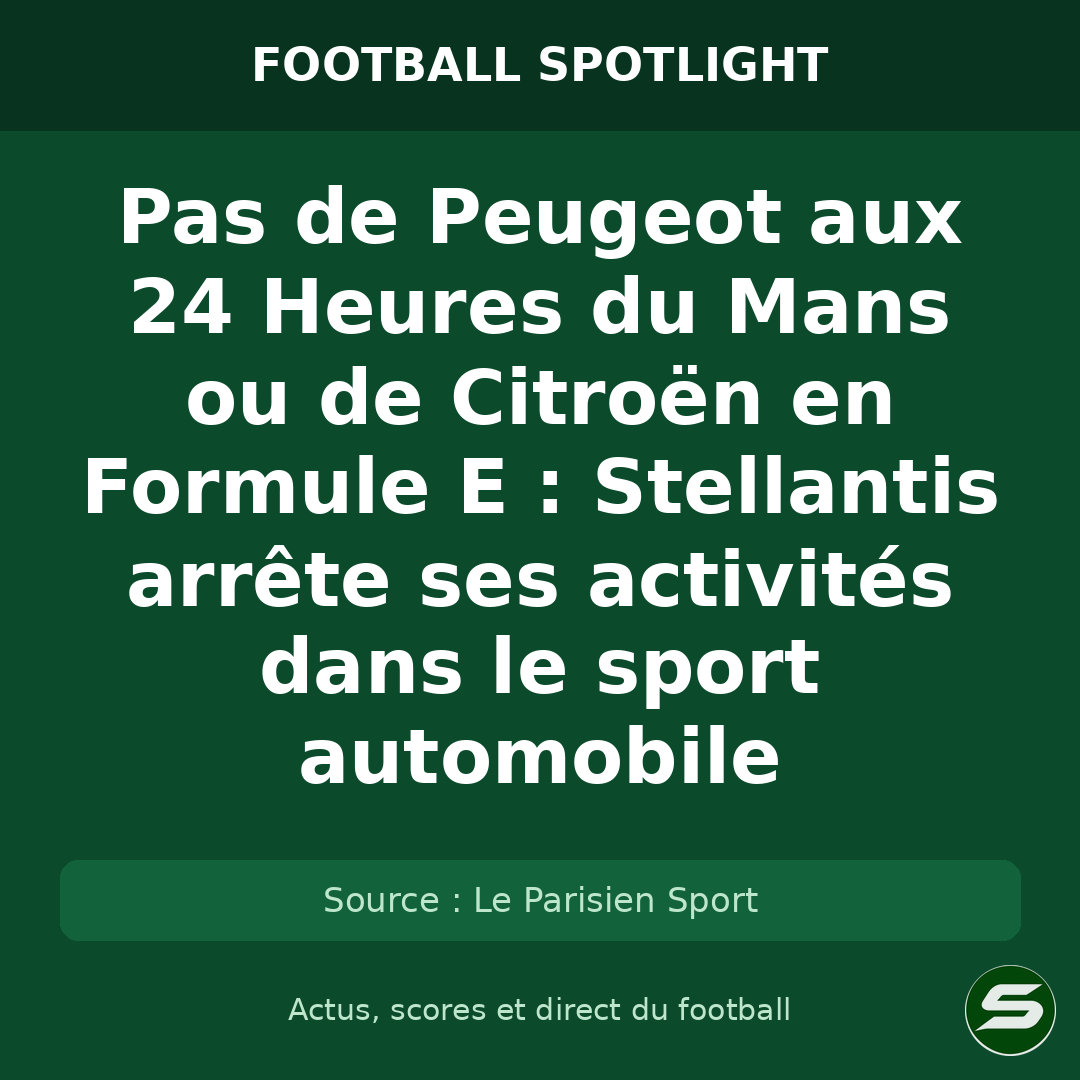 FOOTBALL SPOTLIGHT
Pas de Peugeot aux
24 Heures du Mans
ou de Citroën en
Formule E : Stellantis
arrête ses activités
dans le sport
automobile
Source : Le Parisien Sport
Actus, scores et direct du football